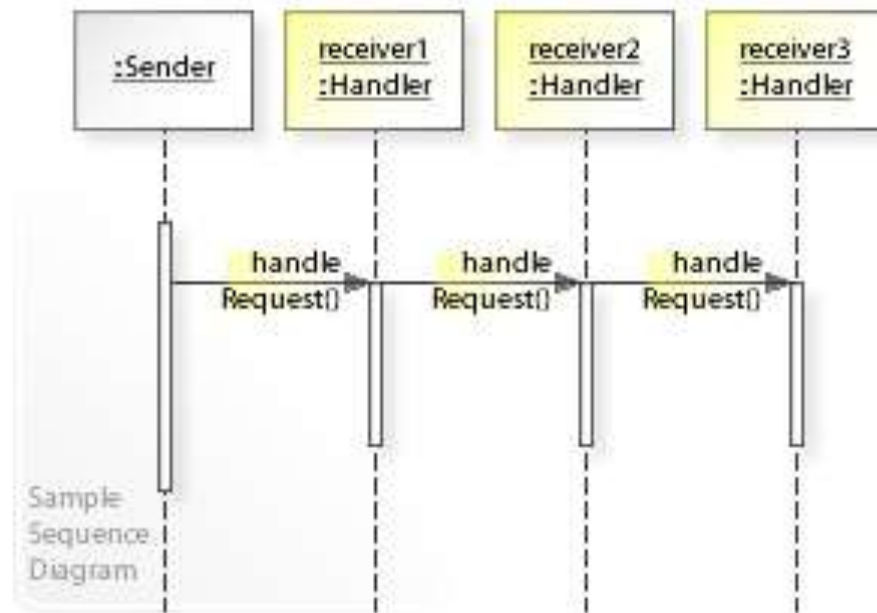 :Sender
receiver1
:Handler
receiver2
:Handler
receiver3
:Handler
handle
Request()
handle
Request()
handle
Request()
Sample
Sequence
Diagram